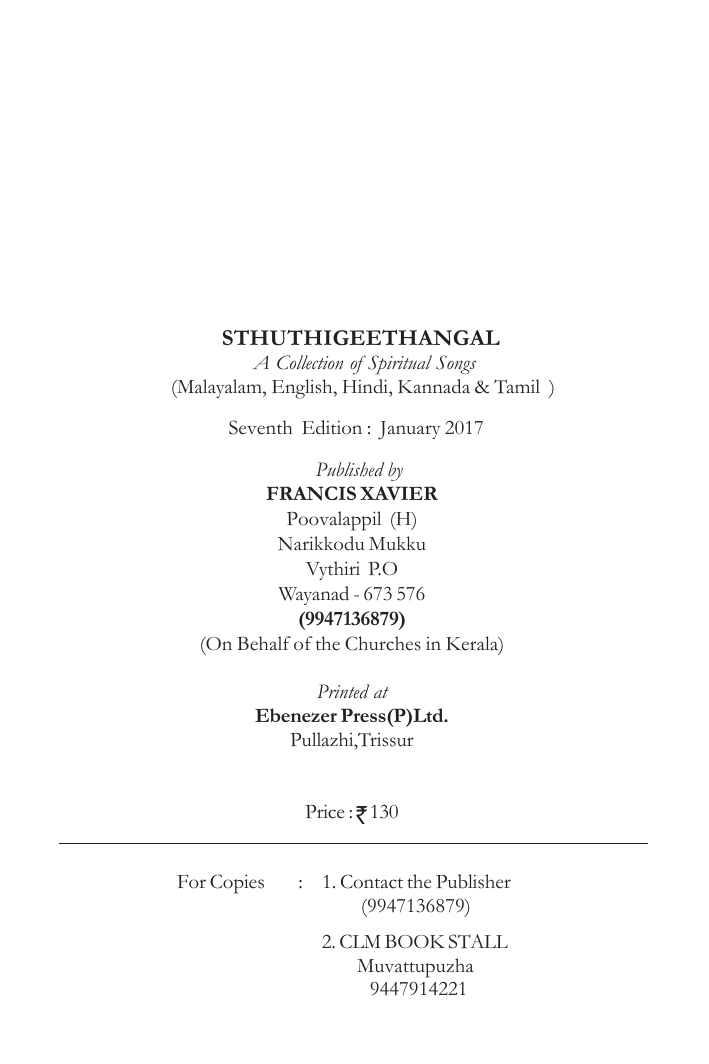 STHUTHIGEETHANGAL
A Collection of Spiritual Songs
(Malayalam, English, Hindi, Kannada & Tamil )
Seventh Edition : January 2017
Published by
FRANCIS XAVIER
Poovalappil (H)
Narikkodu Mukku
Vythiri P.O
Wayanad - 673 576
(9947136879)
(On Behalf of the Churches in Kerala)
Printed at
Ebenezer Press(P)Ltd.
Pullazhi,Trissur
Price : ₹ 130
For Copies : 1. Contact the Publisher
(9947136879)
2. CLM BOOK STALL
Muvattupuzha
9447914221